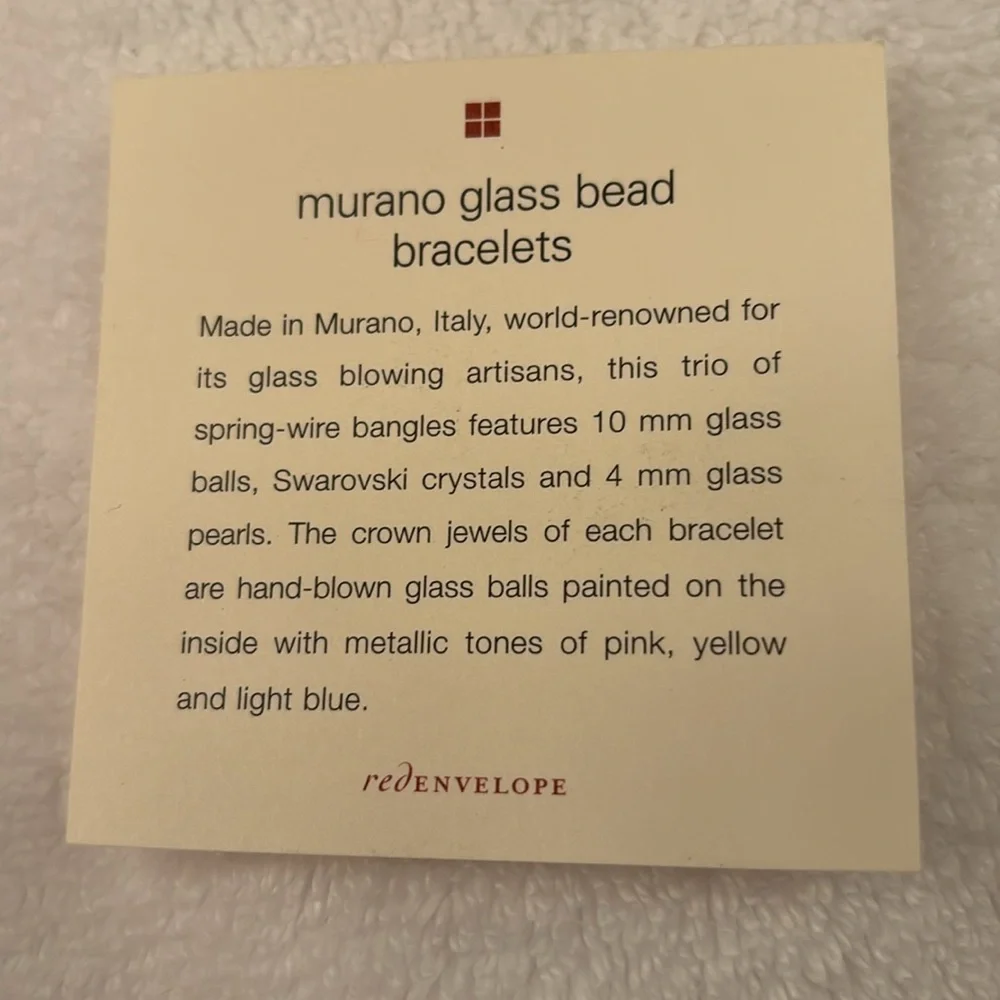 murano glass bead
bracelets
Made in Murano, Italy, world-renowned for
its glass blowing artisans, this trio of
spring-wire bangles features 10 mm glass
balls, Swarovski crystals and 4 mm glass
pearls. The crown jewels of each bracelet
are hand-blown glass balls painted on the
inside with metallic tones of pink, yellow
and light blue.
redENVELOPE